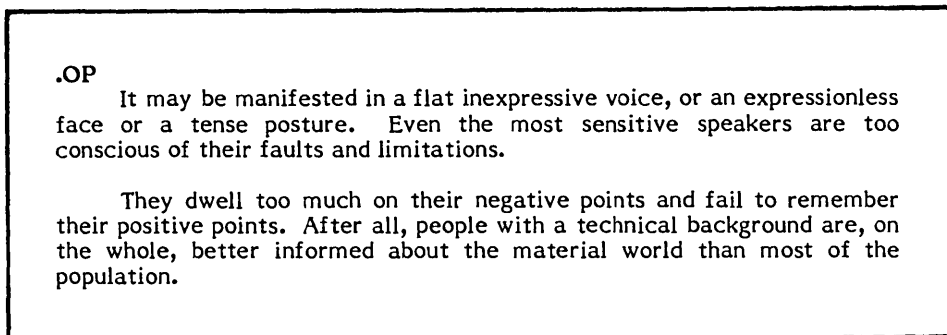 .OP
It may be manifested in a flat inexpressive voice, or an expressionless
face or a tense posture. Even the most sensitive speakers are too
conscious of their faults and limitations.
They dwell too much on their negative points and fail to remember
their positive points. After all, people with a technical background are, on
the whole, better informed about the material world than most of the
population.